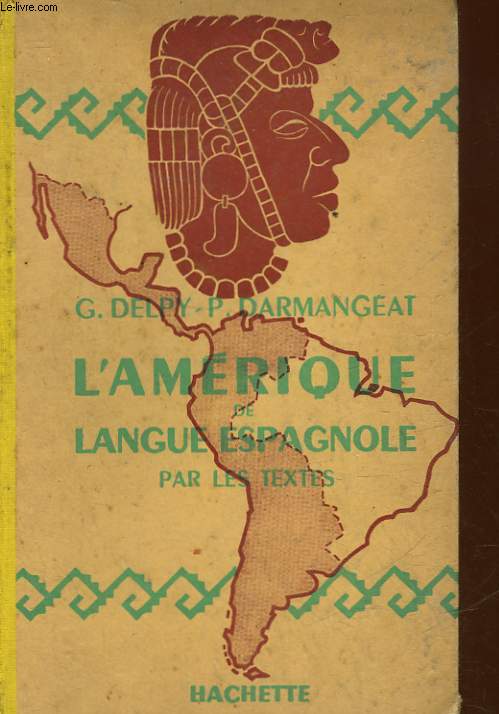 Le-livre.com
G. DELPY - P. DARMANGEAT
L'AMÉRIQUE
DE
LANGUE ESPAGNOLE
PAR LES TEXTES
HACHETTE